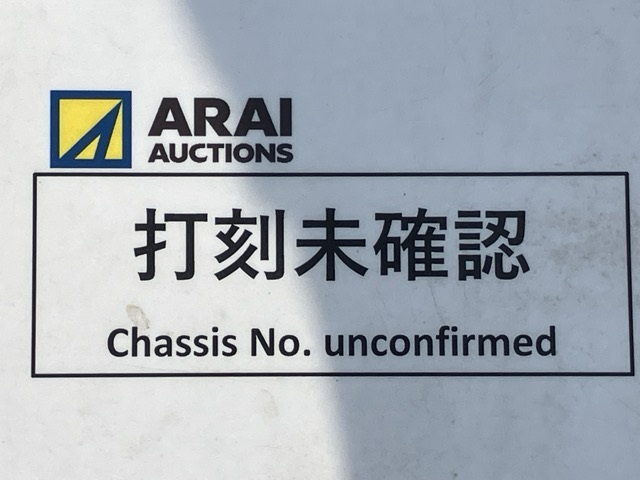 ARAI
AUCTIONS
打刻未確認
Chassis No. unconfirmed